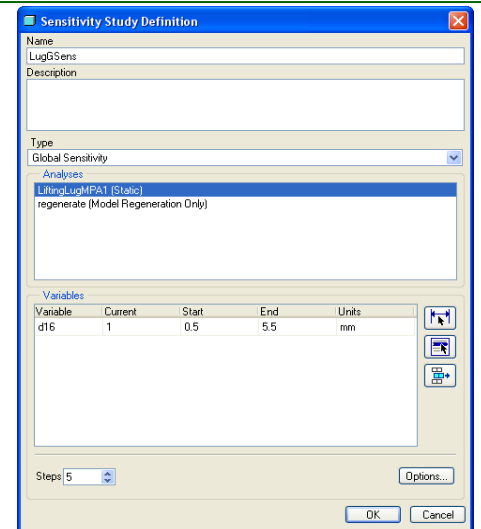 Sensitivity Study Definition
Name
LugGSens
Description
Type
Global Sensitivity
Analyses
LiftingLugMPA1 (Static)
regenerate (Model Regeneration Only)
Variables
Variable Current Start End Units
d16 1 0.5 5.5 mm
Steps 5 Options...
OK Cancel